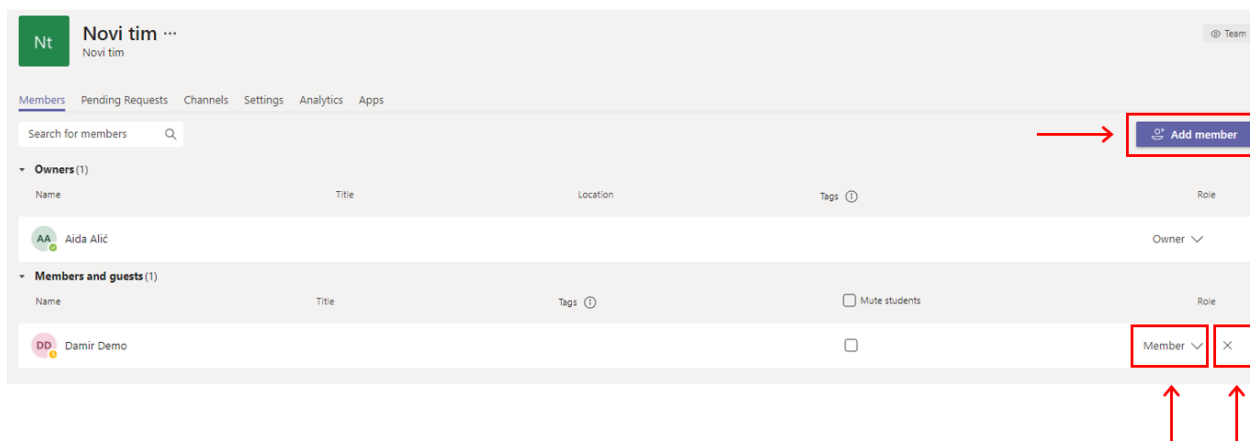 Nt
Novi tim ···
Novi tim
Team
Members Pending Requests Channels Settings Analytics Apps
Search for members
Add member
Owners (1)
Name Title Location Tags Role
AA Aida Alić Owner
Members and guests (1)
Name Title Tags Mute students Role
DD Damir Demo Member